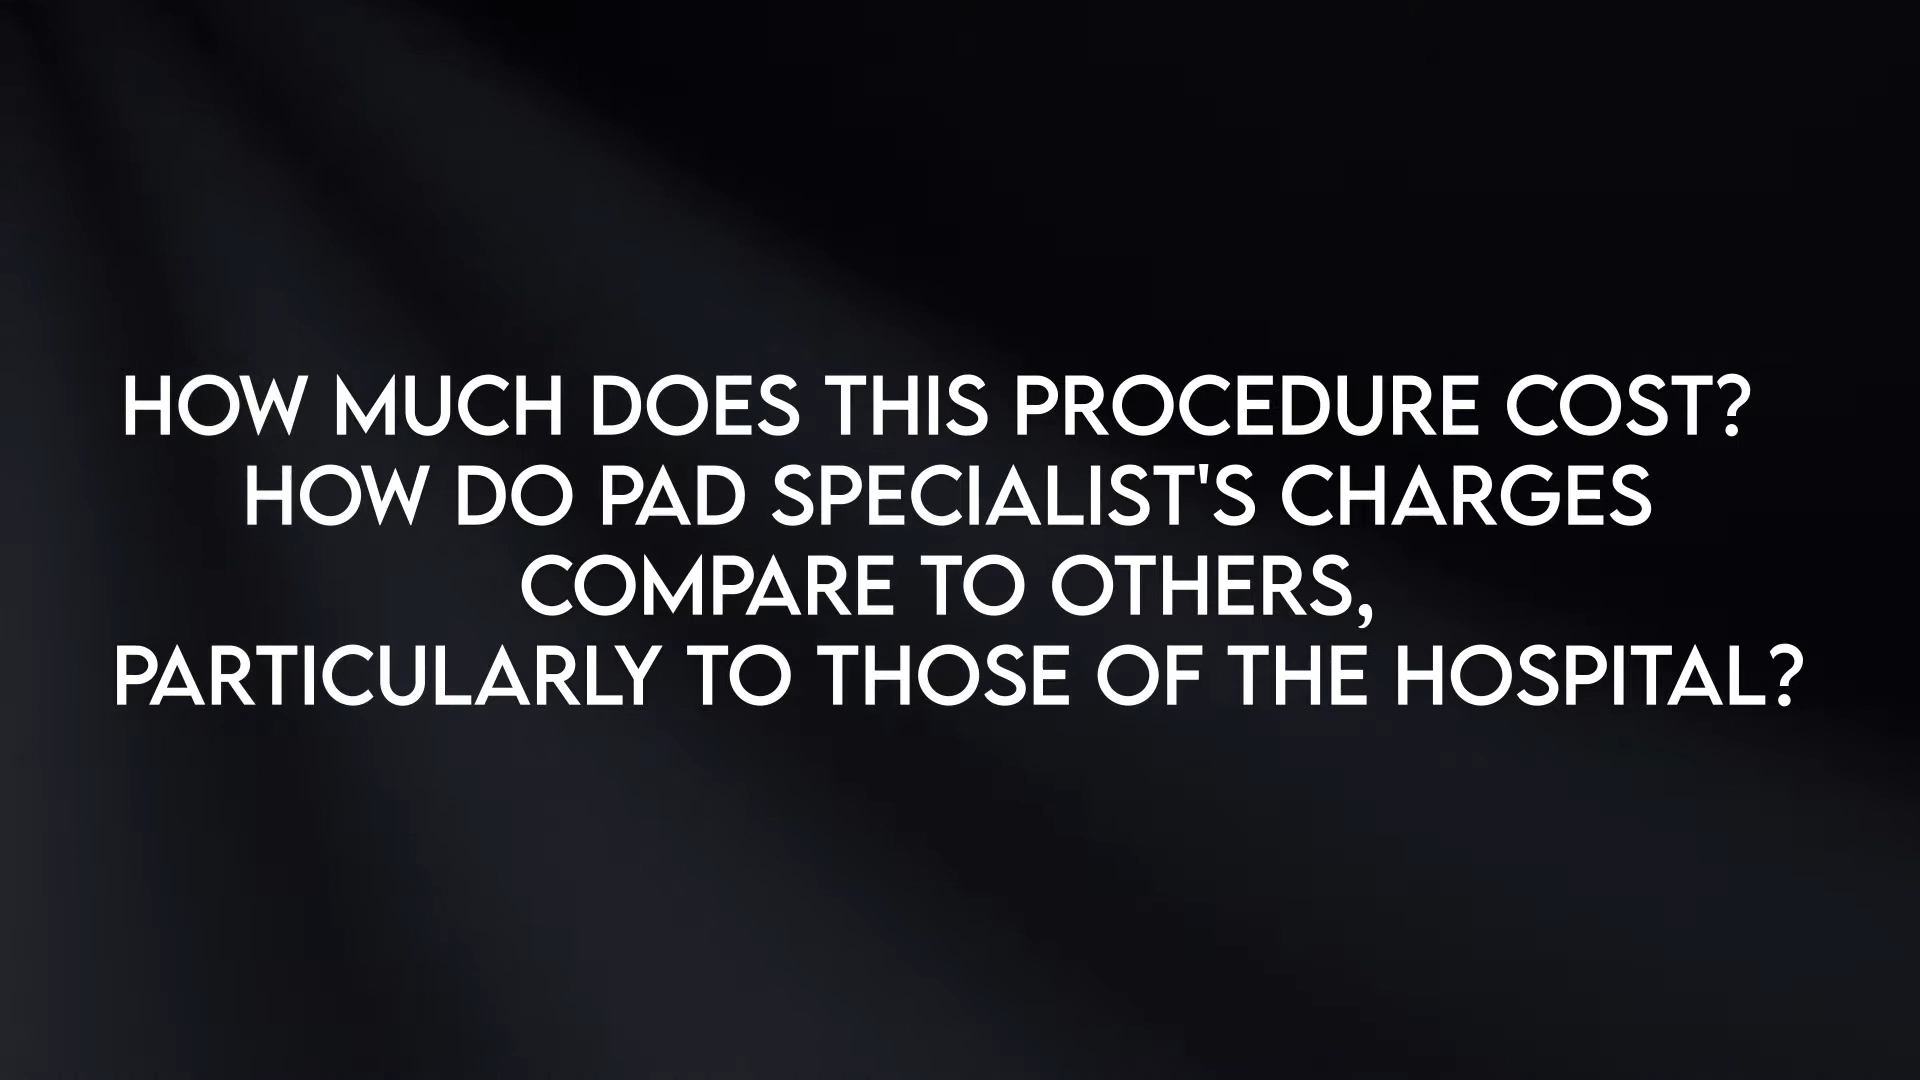 HOW MUCH DOES THIS PROCEDURE COST?
HOW DO PAD SPECIALIST'S CHARGES
COMPARE TO OTHERS,
PARTICULARLY TO THOSE OF THE HOSPITAL?